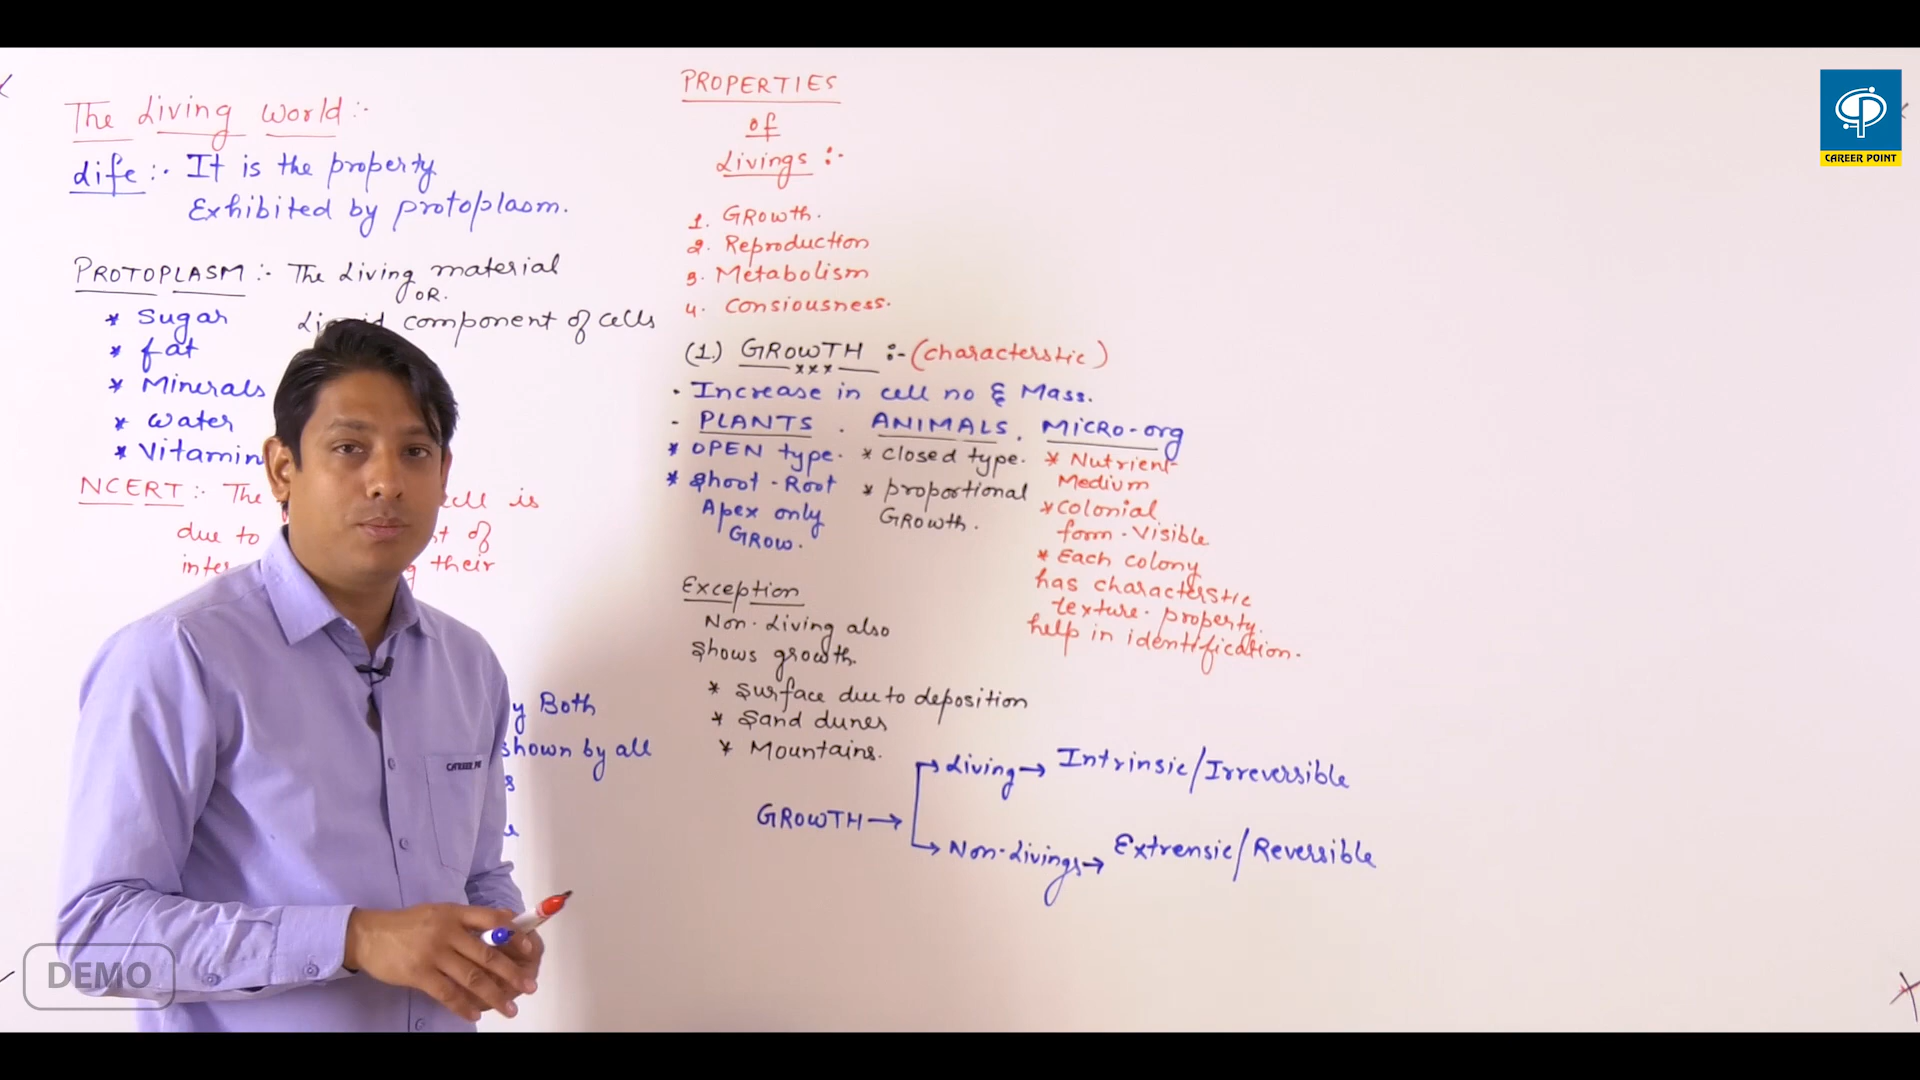 The Living World :-
Life :- It is the property
Exhibited by protoplasm.
PROTOPLASM :- The Living material
OR.
component of cells
* Sugar
* fat
* Minerals
* Water
* Vitamin
NCERT :- The cell is
due to of
their
Both
shown by all
PROPERTIES
of
Livings :-
1. GRowth.
2. Reproduction
3. Metabolism
4. Consiousness.
(1.) GROWTH :- (characterstic)
xxx
· Increase in cell no & Mass.
- PLANTS . ANIMALS . MICRO-org
* OPEN type.
* Shoot - Root
Apex only
GROW.
* Closed type.
* proportional
GROWTH.
* Nutrient
Medium
* Colonial
form - Visible
* Each colony
has characterstic
texture - property.
help in identification.
Exception
Non-Living also
Shows growth.
* Surface due to deposition
* Sand dunes
* Mountains.
GROWTH →
→ Living → Intrinsic/Irreversible
→ Non-Livings → Extrensic/Reversible
CAREER POINT
DEMO